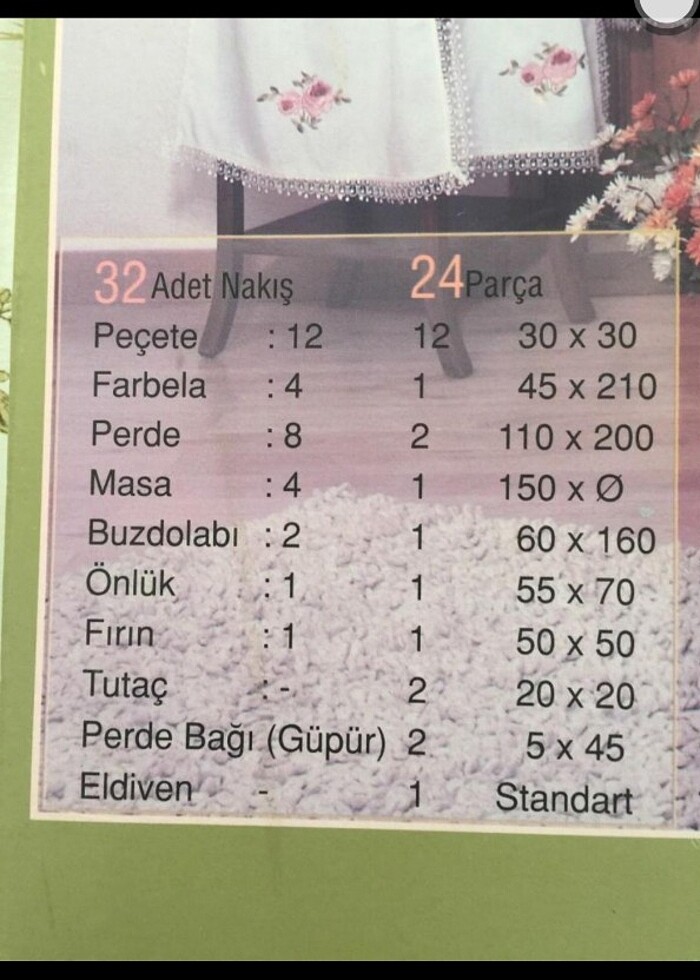 32 Adet Nakış 24 Parça
Peçete : 12 12 30 x 30
Farbela : 4 1 45 x 210
Perde : 8 2 110 x 200
Masa : 4 1 150 x Ø
Buzdolabı : 2 1 60 x 160
Önlük : 1 1 55 x 70
Fırın : 1 1 50 x 50
Tutaç : - 2 20 x 20
Perde Bağı (Güpür) 2 5 x 45
Eldiven - 1 Standart